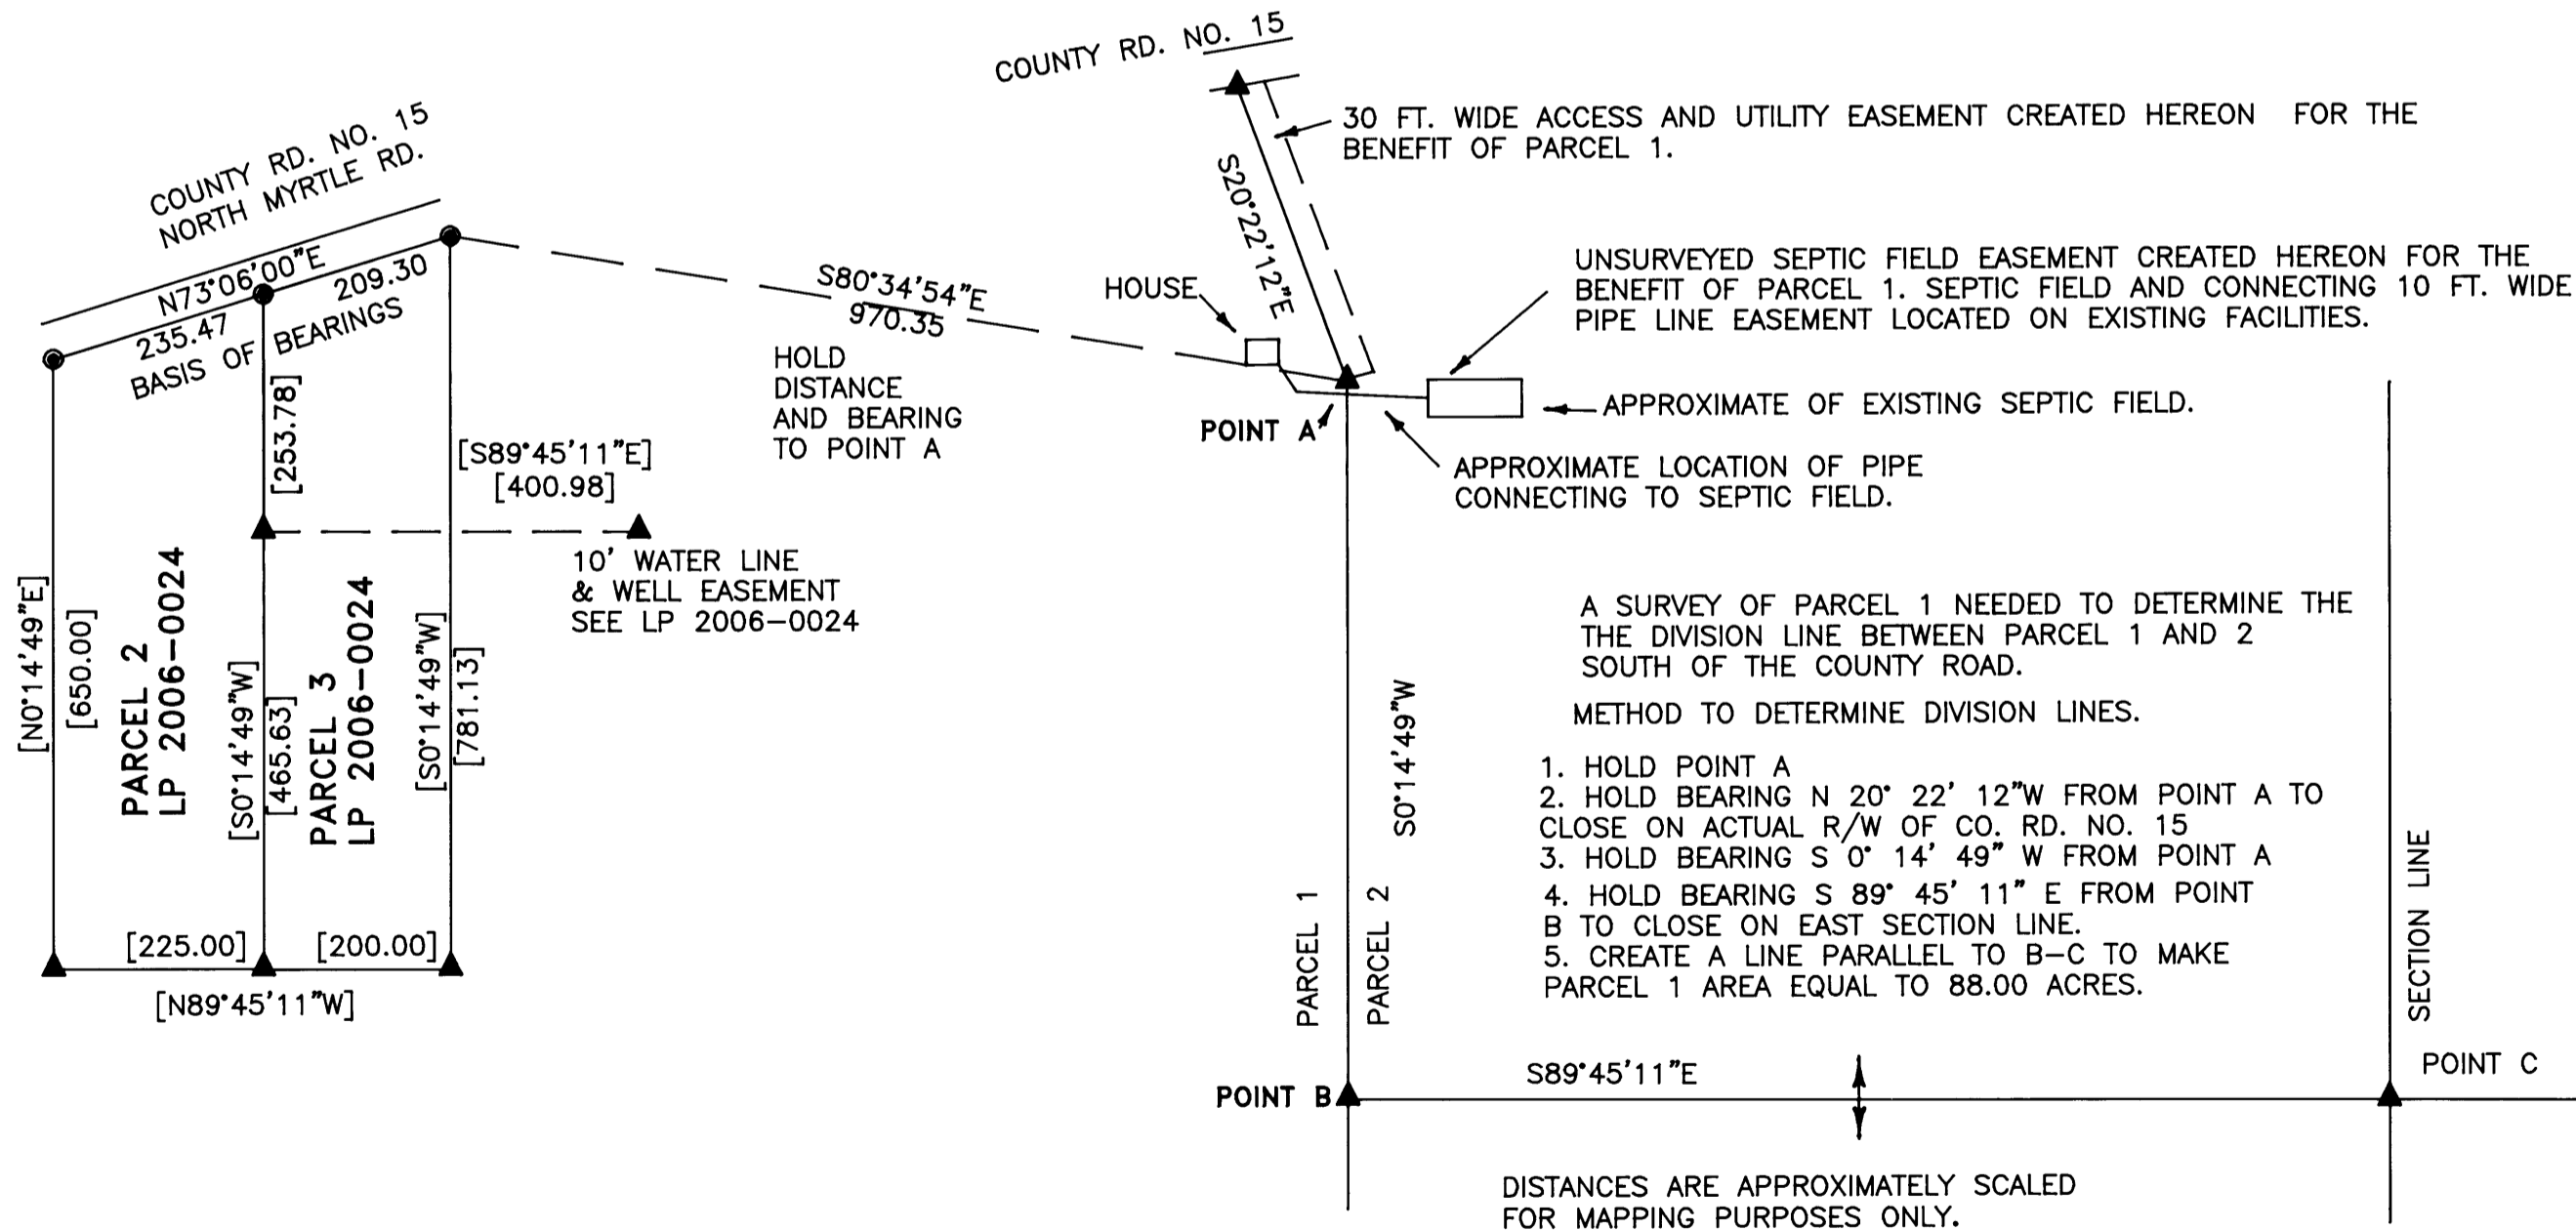 COUNTY RD. NO. 15
COUNTY RD. NO. 15
NORTH MYRTLE RD.
N73°06'00"E
235.47
209.30
BASIS OF BEARINGS
[253.78]
[S89°45'11"E]
[400.98]
10' WATER LINE
& WELL EASEMENT
SEE LP 2006-0024
[N0°14'49"E]
[650.00]
PARCEL 2
LP 2006-0024
[S0°14'49"W]
[465.63]
PARCEL 3
LP 2006-0024
[S0°14'49"W]
[781.13]
[225.00]
[200.00]
[N89°45'11"W]
S80°34'54"E
970.35
HOLD
DISTANCE
AND BEARING
TO POINT A
HOUSE
S20°22'12"E
30 FT. WIDE ACCESS AND UTILITY EASEMENT CREATED HEREON FOR THE
BENEFIT OF PARCEL 1.
UNSURVEYED SEPTIC FIELD EASEMENT CREATED HEREON FOR THE
BENEFIT OF PARCEL 1. SEPTIC FIELD AND CONNECTING 10 FT. WIDE
PIPE LINE EASEMENT LOCATED ON EXISTING FACILITIES.
APPROXIMATE OF EXISTING SEPTIC FIELD.
POINT A
APPROXIMATE LOCATION OF PIPE
CONNECTING TO SEPTIC FIELD.
A SURVEY OF PARCEL 1 NEEDED TO DETERMINE THE
THE DIVISION LINE BETWEEN PARCEL 1 AND 2
SOUTH OF THE COUNTY ROAD.
METHOD TO DETERMINE DIVISION LINES.
1. HOLD POINT A
2. HOLD BEARING N 20° 22' 12"W FROM POINT A TO
CLOSE ON ACTUAL R/W OF CO. RD. NO. 15
3. HOLD BEARING S 0° 14' 49" W FROM POINT A
4. HOLD BEARING S 89° 45' 11" E FROM POINT
B TO CLOSE ON EAST SECTION LINE.
5. CREATE A LINE PARALLEL TO B-C TO MAKE
PARCEL 1 AREA EQUAL TO 88.00 ACRES.
S0°14'49"W
PARCEL 1
PARCEL 2
SECTION LINE
POINT B
S89°45'11"E
POINT C
DISTANCES ARE APPROXIMATELY SCALED
FOR MAPPING PURPOSES ONLY.